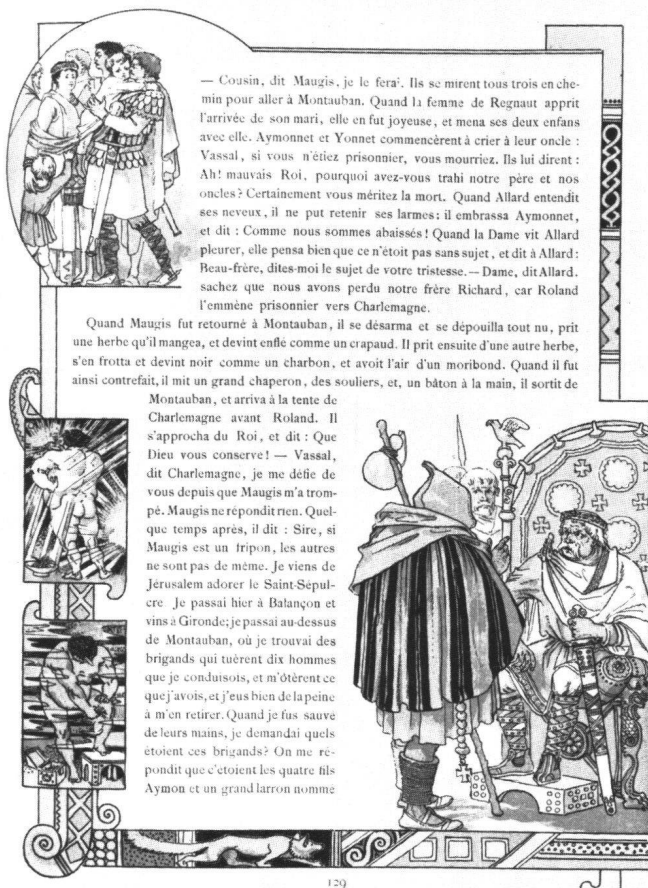 — Cousin, dit Maugis, je le ferai. Ils se mirent tous trois en che-
min pour aller à Montauban. Quand la femme de Regnaut apprit
l'arrivée de son mari, elle en fut joyeuse, et mena ses deux enfans
avec elle. Aymonnet et Yonnet commencèrent à crier à leur oncle :
Vassal, si vous n'étiez prisonnier, vous mourriez. Ils lui dirent :
Ah! mauvais Roi, pourquoi avez-vous trahi notre père et nos
oncles? Certainement vous méritez la mort. Quand Allard entendit
ses neveux, il ne put retenir ses larmes: il embrassa Aymonnet,
et dit : Comme nous sommes abaissés! Quand la Dame vit Allard
pleurer, elle pensa bien que ce n'étoit pas sans sujet, et dit à Allard:
Beau-frère, dites-moi le sujet de votre tristesse. — Dame, dit Allard.
sachez que nous avons perdu notre frère Richard, car Roland
l'emmène prisonnier vers Charlemagne.
Quand Maugis fut retourné à Montauban, il se désarma et se dépouilla tout nu, prit
une herbe qu'il mangea, et devint enflé comme un crapaud. Il prit ensuite d'une autre herbe,
s'en frotta et devint noir comme un charbon, et avoit l'air d'un moribond. Quand il fut
ainsi contrefait, il mit un grand chaperon, des souliers, et, un bâton à la main, il sortit de
Montauban, et arriva à la tente de
Charlemagne avant Roland. Il
s'approcha du Roi, et dit : Que
Dieu vous conserve! — Vassal,
dit Charlemagne, je me défie de
vous depuis que Maugis m'a trom-
pé. Maugis ne répondit rien. Quel-
que temps après, il dit : Sire, si
Maugis est un fripon, les autres
ne sont pas de même. Je viens de
Jérusalem adorer le Saint-Sépul-
cre Je passai hier à Balançon et
vins à Gironde; je passai au-dessus
de Montauban, où je trouvai des
brigands qui tuèrent dix hommes
que je conduisois, et m'ôtèrent ce
que j'avois, et j'eus bien de la peine
à m'en retirer. Quand je fus sauvé
de leurs mains, je demandai quels
étoient ces brigands? On me ré-
pondit que c'étoient les quatre fils
Aymon et un grand larron nommé
129